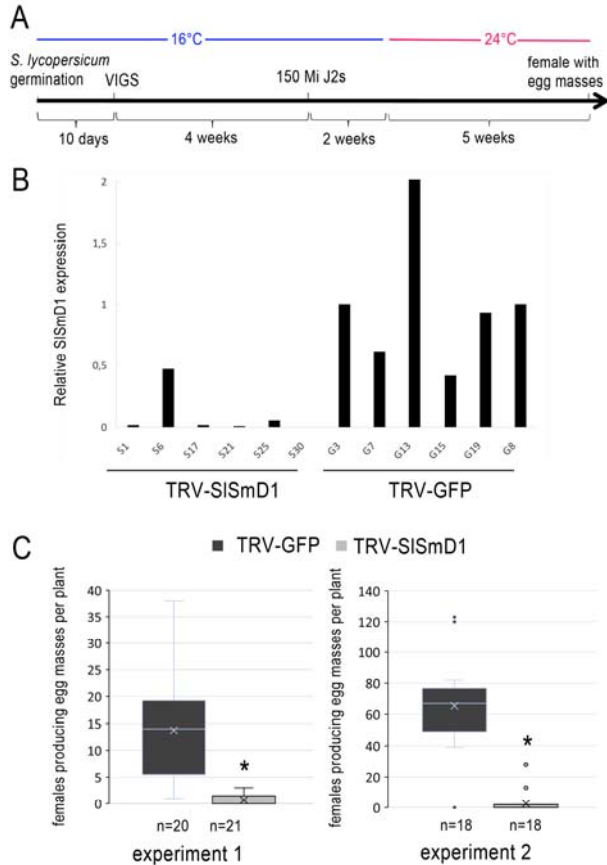 A
16°C
24°C
S. lycopersicum
germination
VIGS
150 Mi J2s
female with
egg masses
10 days
4 weeks
2 weeks
5 weeks
B
Relative SlSmD1 expression
2
1,5
1
0,5
0
S1 S6 S17 S21 S25 S30 G3 G7 G13 G15 G19 G8
TRV-SlSmD1 TRV-GFP
C
TRV-GFP TRV-SlSmD1
females producing egg masses per plant
40
35
30
25
20
15
10
5
0
*
n=20 n=21
experiment 1
females producing egg masses per plant
140
120
100
80
60
40
20
0
*
n=18 n=18
experiment 2